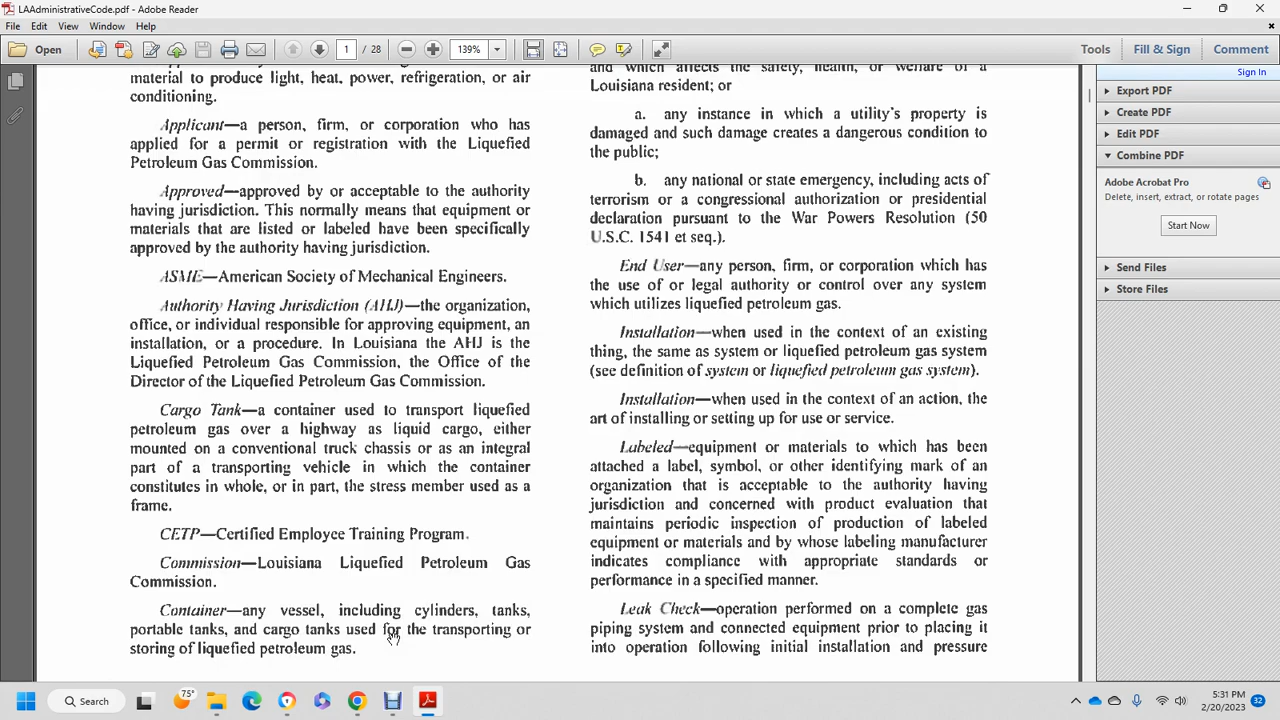 LAAdministrativeCode.pdf - Adobe Reader
File Edit View Window Help
Open 1 / 28 139% Tools Fill & Sign Comment
Sign In
Export PDF
Create PDF
Edit PDF
Combine PDF
Adobe Acrobat Pro
Delete, insert, extract, or rotate pages
Start Now
Send Files
Store Files
material to produce light, heat, power, refrigeration, or air
conditioning.
Applicant—a person, firm, or corporation who has
applied for a permit or registration with the Liquefied
Petroleum Gas Commission.
Approved—approved by or acceptable to the authority
having jurisdiction. This normally means that equipment or
materials that are listed or labeled have been specifically
approved by the authority having jurisdiction.
ASME—American Society of Mechanical Engineers.
Authority Having Jurisdiction (AHJ)—the organization,
office, or individual responsible for approving equipment, an
installation, or a procedure. In Louisiana the AHJ is the
Liquefied Petroleum Gas Commission, the Office of the
Director of the Liquefied Petroleum Gas Commission.
Cargo Tank—a container used to transport liquefied
petroleum gas over a highway as liquid cargo, either
mounted on a conventional truck chassis or as an integral
part of a transporting vehicle in which the container
constitutes in whole, or in part, the stress member used as a
frame.
CETP—Certified Employee Training Program.
Commission—Louisiana Liquefied Petroleum Gas
Commission.
Container—any vessel, including cylinders, tanks,
portable tanks, and cargo tanks used for the transporting or
storing of liquefied petroleum gas.
and which affects the safety, health, or welfare of a
Louisiana resident; or
a. any instance in which a utility's property is
damaged and such damage creates a dangerous condition to
the public;
b. any national or state emergency, including acts of
terrorism or a congressional authorization or presidential
declaration pursuant to the War Powers Resolution (50
U.S.C. 1541 et seq.).
End User—any person, firm, or corporation which has
the use of or legal authority or control over any system
which utilizes liquefied petroleum gas.
Installation—when used in the context of an existing
thing, the same as system or liquefied petroleum gas system
(see definition of system or liquefied petroleum gas system).
Installation—when used in the context of an action, the
art of installing or setting up for use or service.
Labeled—equipment or materials to which has been
attached a label, symbol, or other identifying mark of an
organization that is acceptable to the authority having
jurisdiction and concerned with product evaluation that
maintains periodic inspection of production of labeled
equipment or materials and by whose labeling manufacturer
indicates compliance with appropriate standards or
performance in a specified manner.
Leak Check—operation performed on a complete gas
piping system and connected equipment prior to placing it
into operation following initial installation and pressure
Search
75°
5:31 PM
2/20/2023
32